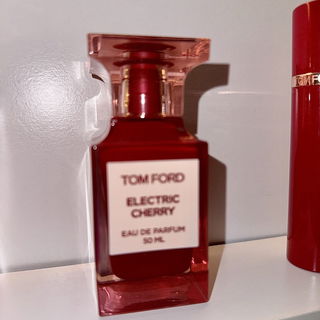 TOM FORD
ELECTRIC
CHERRY
EAU DE PARFUM
50 ML